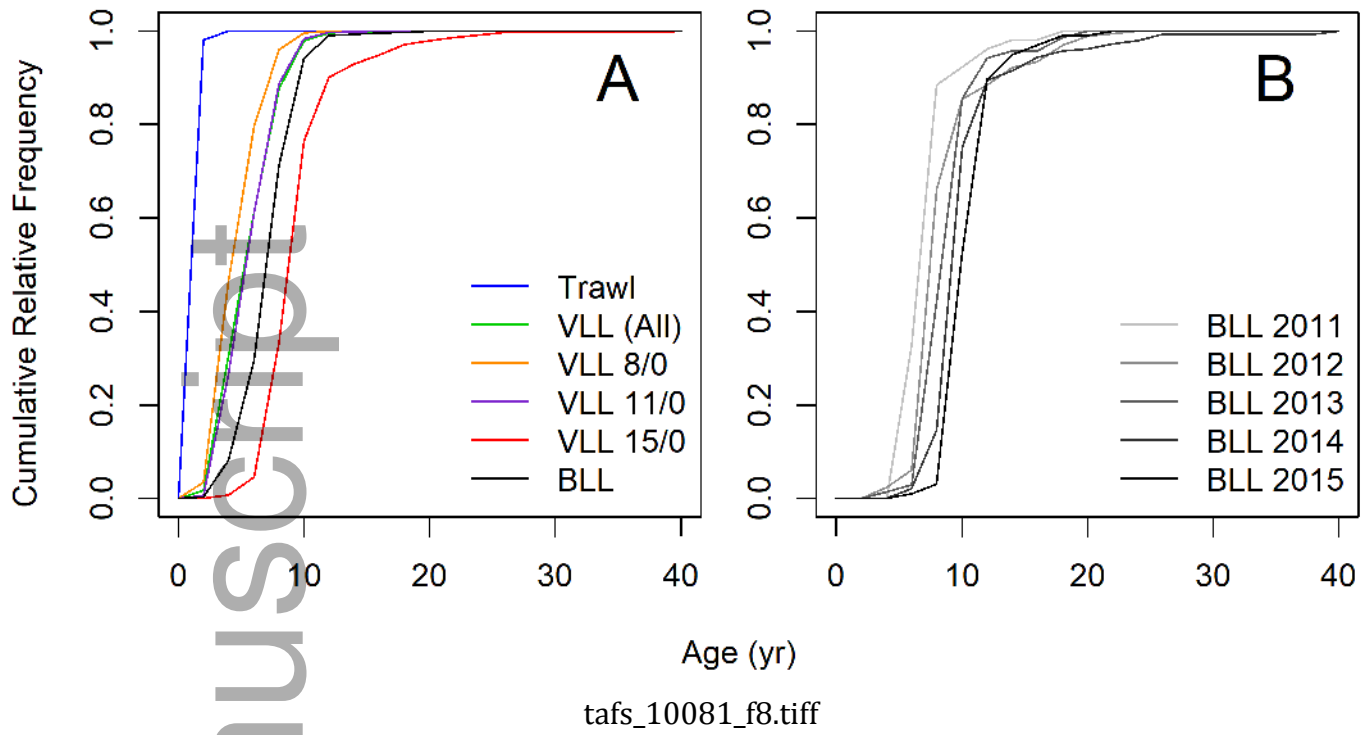 Cumulative Relative Frequency
0.0 0.2 0.4 0.6 0.8 1.0
A
Trawl
VLL (All)
VLL 8/0
VLL 11/0
VLL 15/0
BLL
0 10 20 30 40
0.0 0.2 0.4 0.6 0.8 1.0
B
BLL 2011
BLL 2012
BLL 2013
BLL 2014
BLL 2015
0 10 20 30 40
Age (yr)
tafs_10081_f8.tiff
uscript